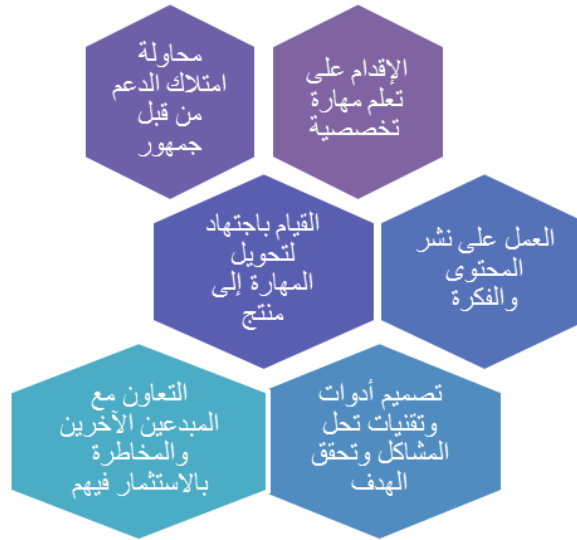 الإقدام على
تعلم مهارة
تخصصية
محاولة
امتلاك الدعم
من قبل
جمهور
العمل على نشر
المحتوى
والفكرة
القيام باجتهاد
لتحويل
المهارة إلى
منتج
تصميم أدوات
وتقنيات تحل
المشاكل وتحقق
الهدف
التعاون مع
المبدعين الآخرين
والمخاطرة
بالاستثمار فيهم